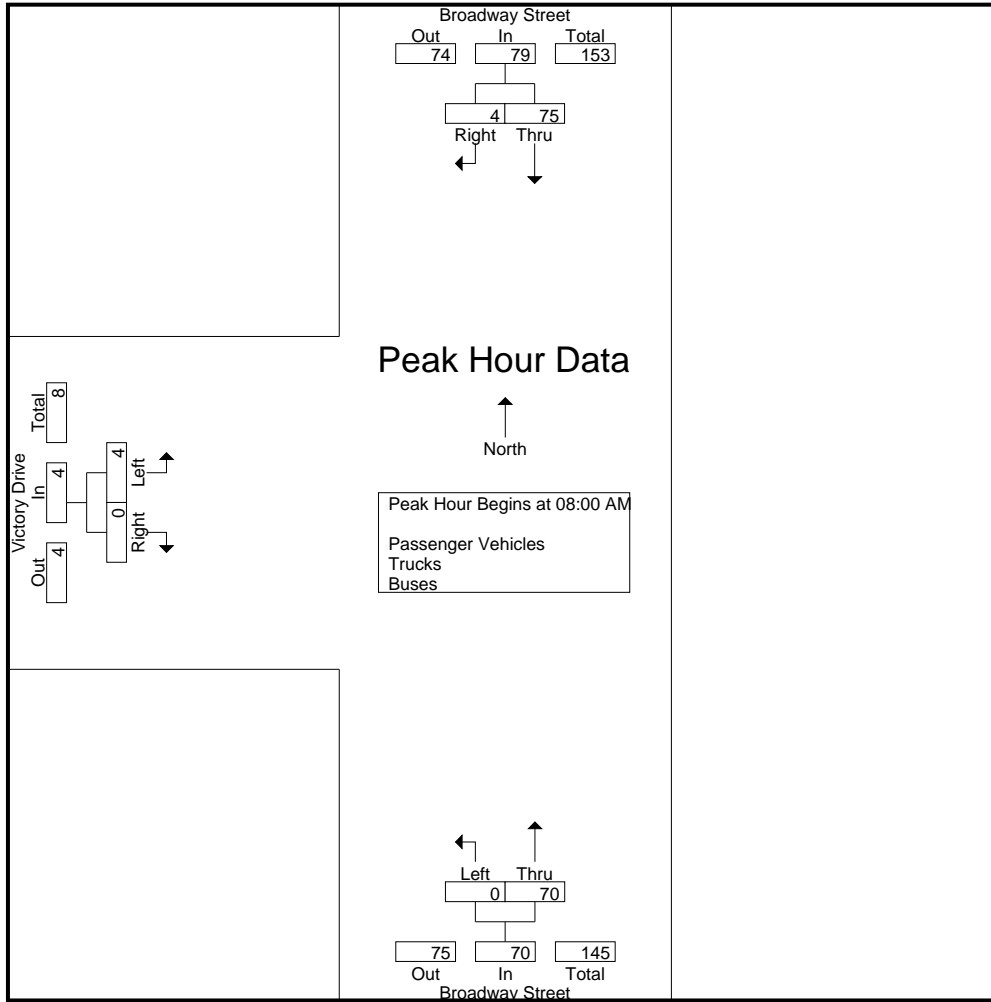 Broadway Street
Out In Total
74 79 153
4 75
Right Thru
Peak Hour Data
North
Peak Hour Begins at 08:00 AM
Passenger Vehicles
Trucks
Buses
Victory Drive
Out In Total
4 4 8
0 4
Right Left
Left Thru
0 70
75 70 145
Out In Total
Broadway Street